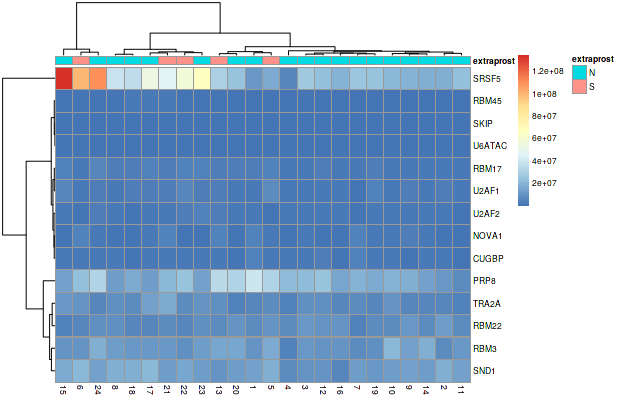 extraprost
SRSF5
RBM45
SKIP
U6ATAC
RBM17
U2AF1
U2AF2
NOVA1
CUGBP
PRP8
TRA2A
RBM22
RBM3
SND1
15 6 24 8 18 17 21 22 23 13 20 1 5 4 3 12 16 7 19 10 9 14 2 11
1.2e+08
1e+08
8e+07
6e+07
4e+07
2e+07
extraprost
N
S